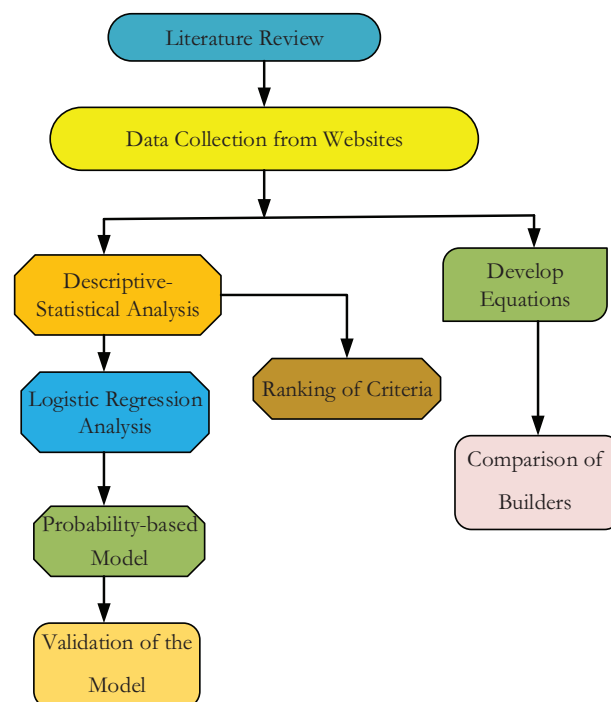 Literature Review
Data Collection from Websites
Descriptive-
Statistical Analysis
Develop
Equations
Ranking of Criteria
Logistic Regression
Analysis
Comparison of
Builders
Probability-based
Model
Validation of the
Model